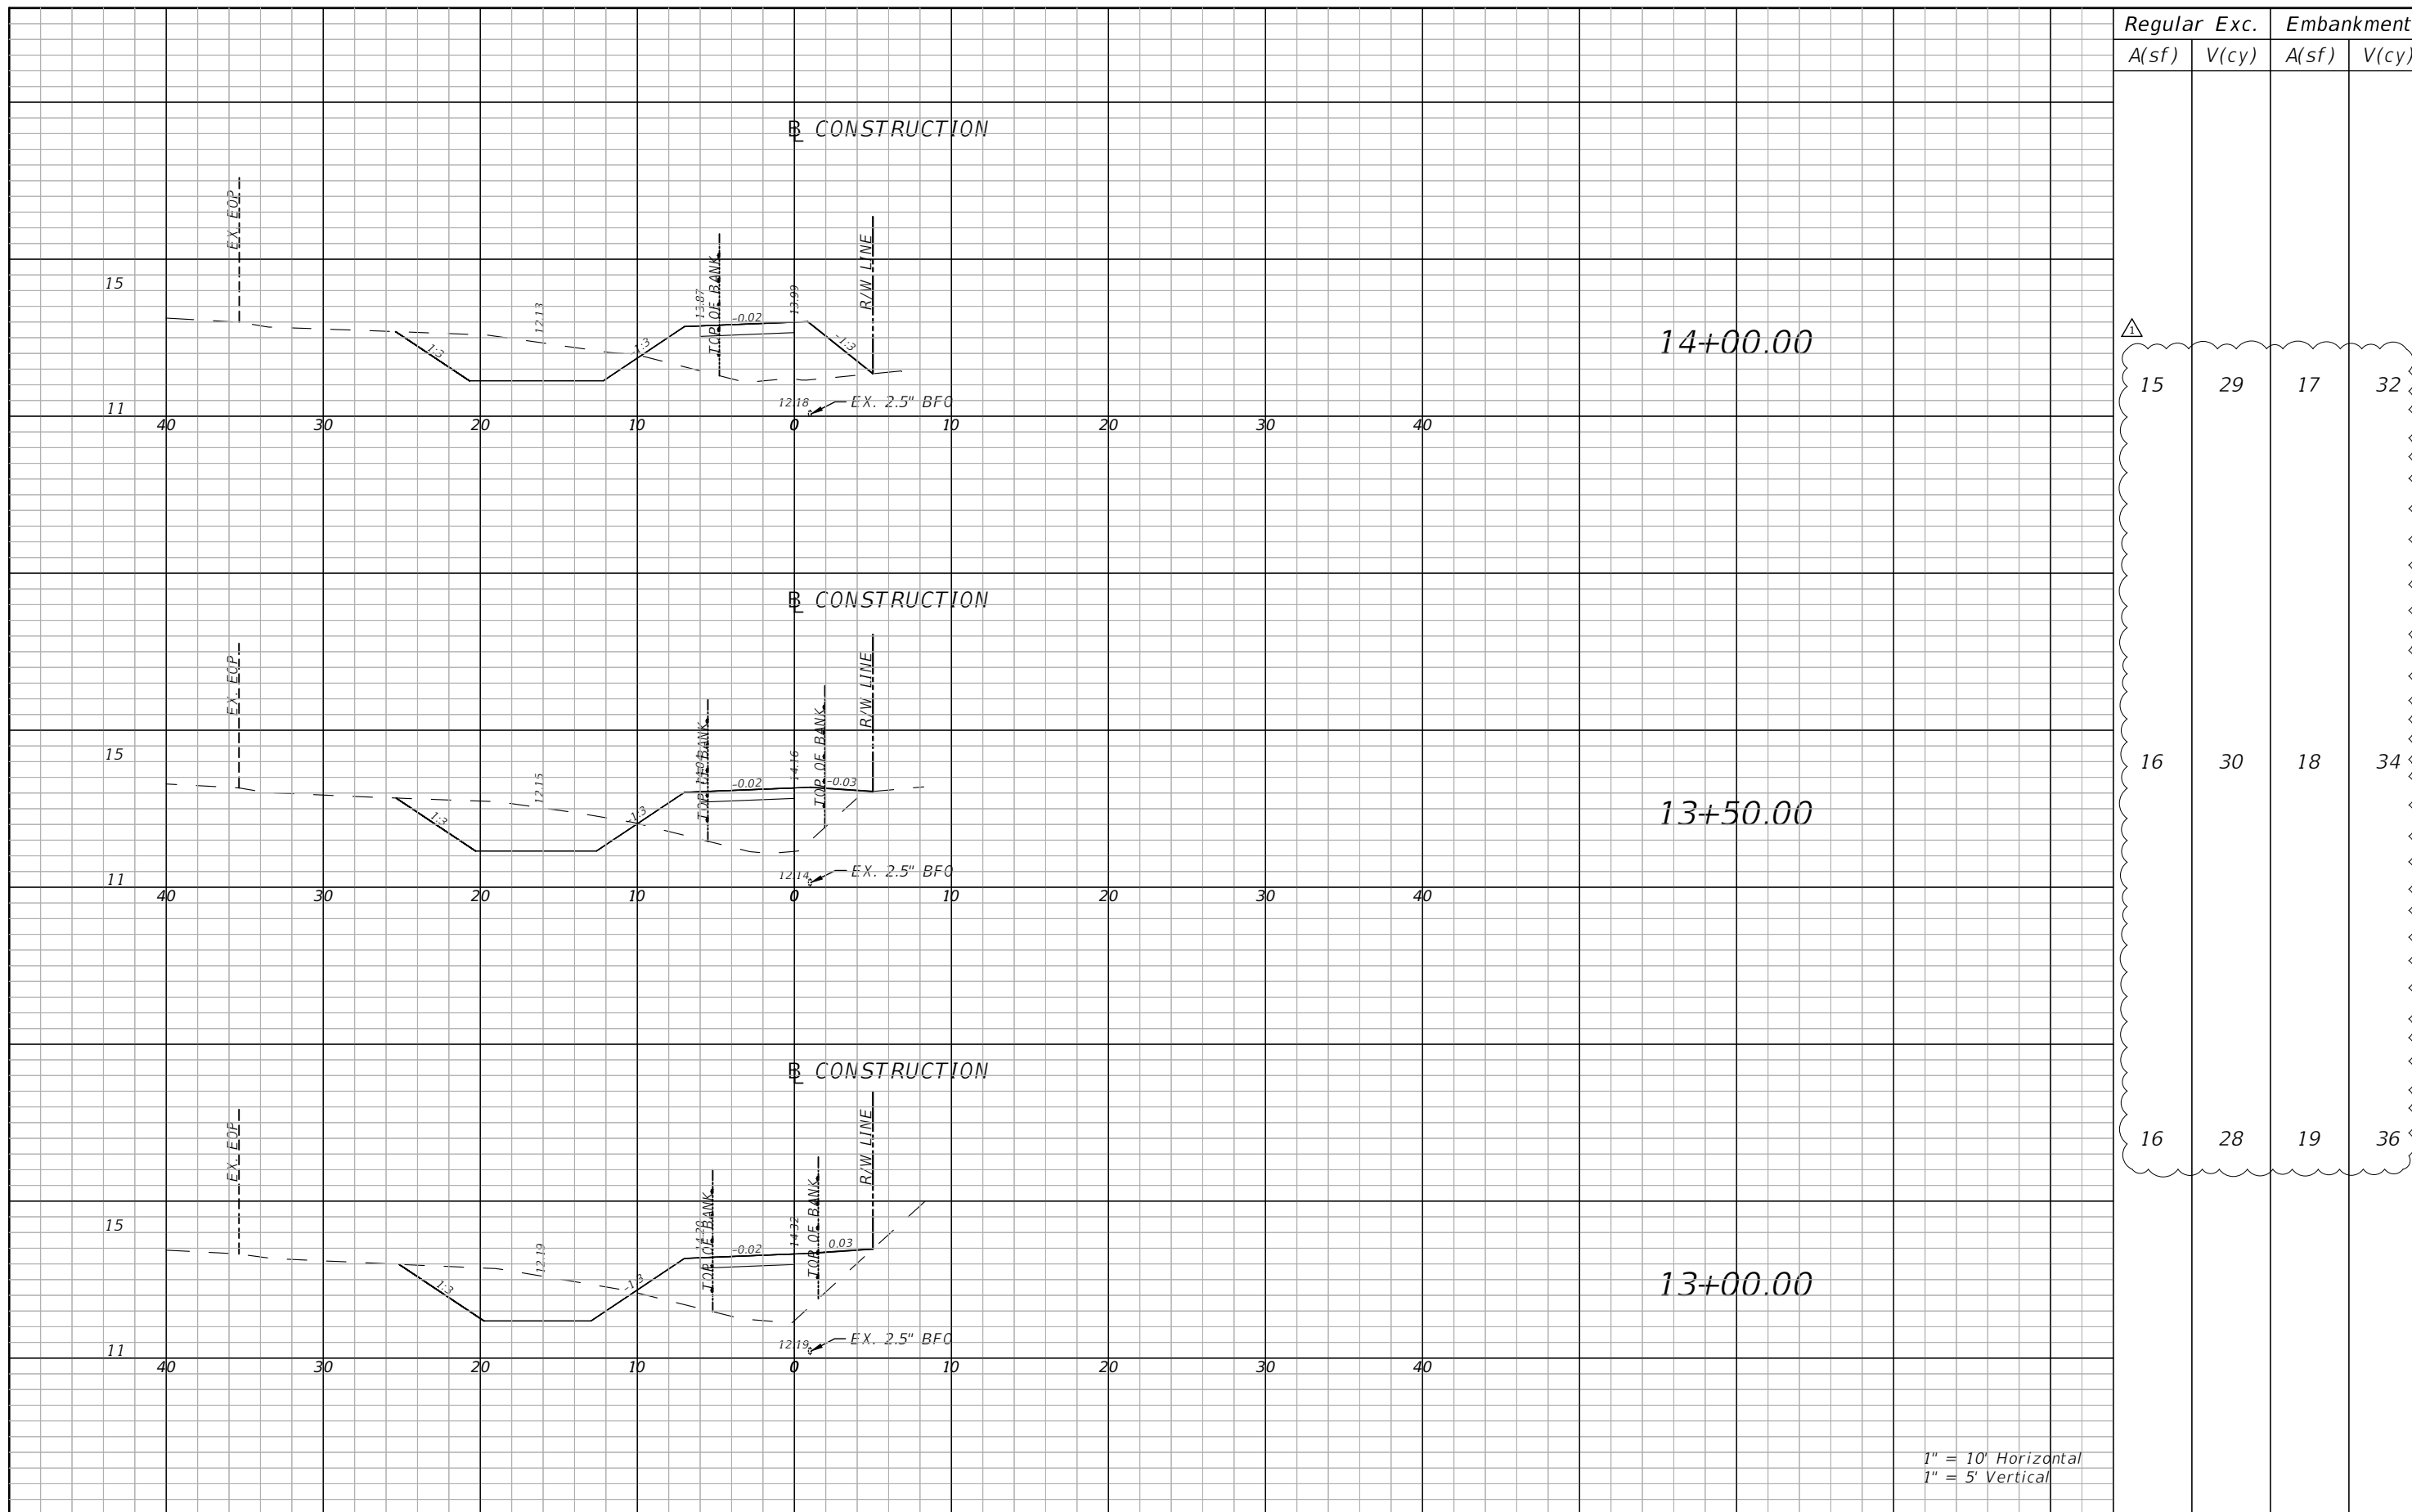 Regular Exc. Embankment
A(sf) V(cy) A(sf) V(cy)
BL CONSTRUCTION
EX. EOP
12.13
13.87
TOP OF BANK
-0.02
13.99
R/W LINE
1:3
-1:3
-1:3
15
14+00.00
1
15 29 17 32
12.18
EX. 2.5" BFO
11
40 30 20 10 0 10 20 30 40
BL CONSTRUCTION
EX. EOP
12.15
TOP OF BANK
-0.02
14.16
TOP OF BANK
-0.03
R/W LINE
1:3
-1:3
15
13+50.00
16 30 18 34
12.14
EX. 2.5" BFO
11
40 30 20 10 0 10 20 30 40
BL CONSTRUCTION
16 28 19 36
EX. EOP
12.19
14.20
TOP OF BANK
-0.02
14.32
TOP OF BANK
0.03
R/W LINE
1:3
-1:3
15
13+00.00
12.19
EX. 2.5" BFO
11
40 30 20 10 0 10 20 30 40
1" = 10' Horizontal
1" = 5' Vertical